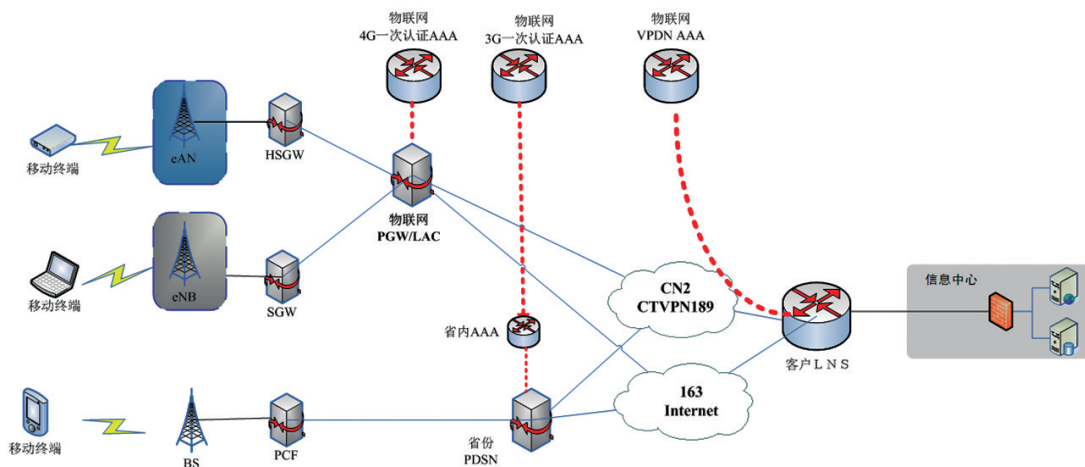 物联网
4G一次认证AAA
物联网
3G一次认证AAA
物联网
VPDN AAA
移动终端
eAN
HSGW
物联网
PGW/LAC
移动终端
eNB
SGW
CN2
CTVPN189
信息中心
省内AAA
客户ＬＮＳ
163
Internet
移动终端
BS
PCF
省份
PDSN